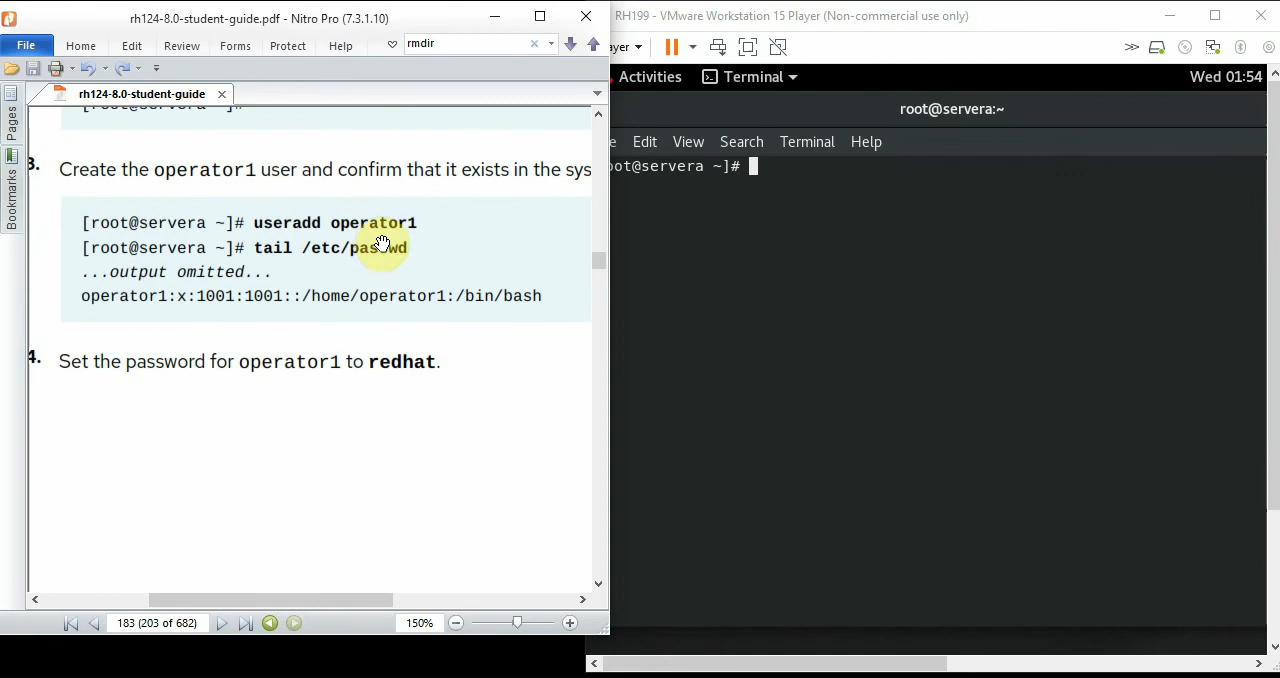 rh124-8.0-student-guide.pdf - Nitro Pro (7.3.1.10)
File Home Edit Review Forms Protect Help rmdir
rh124-8.0-student-guide
Pages
Bookmarks
3. Create the operator1 user and confirm that it exists in the sys
[root@servera ~]# useradd operator1
[root@servera ~]# tail /etc/passwd
...output omitted...
operator1:x:1001:1001::/home/operator1:/bin/bash
4. Set the password for operator1 to redhat.
183 (203 of 682)
150%
RH199 - VMware Workstation 15 Player (Non-commercial use only)
ayer
Activities Terminal Wed 01:54
root@servera:~
e Edit View Search Terminal Help
oot@servera ~]#